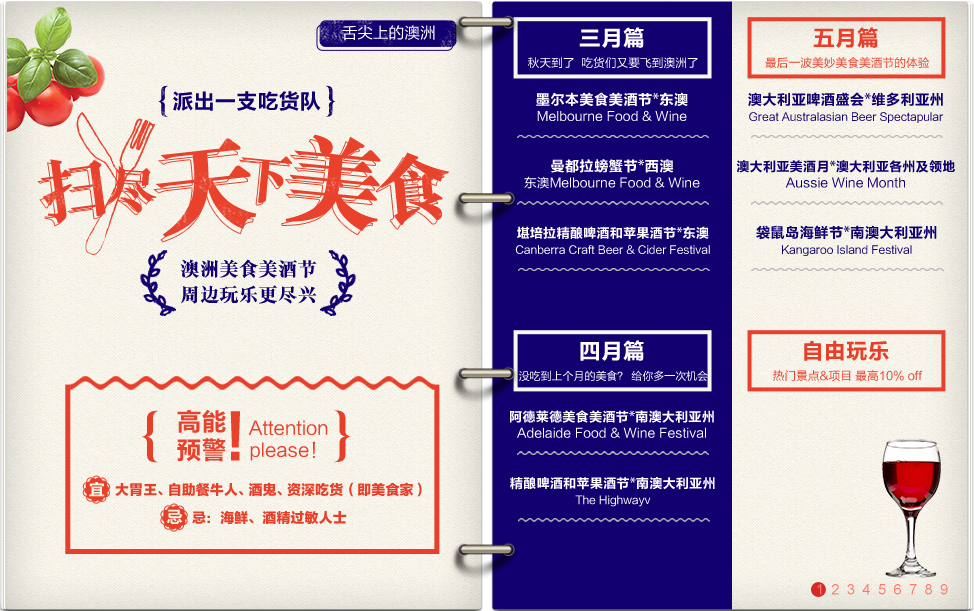 舌尖上的澳洲
{派出一支吃货队}
扫尽天下美食
澳洲美食美酒节
周边玩乐更尽兴
高能
预警!
Attention
please!
宜 大胃王、自助餐牛人、酒鬼、资深吃货（即美食家）
忌 忌：海鲜、酒精过敏人士
三月篇
秋天到了 吃货们又要飞到澳洲了
墨尔本美食美酒节*东澳
Melbourne Food & Wine
曼都拉螃蟹节*西澳
东澳Melbourne Food & Wine
堪培拉精酿啤酒和苹果酒节*东澳
Canberra Craft Beer & Cider Festival
四月篇
没吃到上个月的美食? 给你多一次机会
阿德莱德美食美酒节*南澳大利亚州
Adelaide Food & Wine Festival
精酿啤酒和苹果酒节*南澳大利亚州
The Highwayv
五月篇
最后一波美妙美食美酒节的体验
澳大利亚啤酒盛会*维多利亚州
Great Australasian Beer Spectapular
澳大利亚美酒月*澳大利亚各州及领地
Aussie Wine Month
袋鼠岛海鲜节*南澳大利亚州
Kangaroo Island Festival
自由玩乐
热门景点&项目 最高10% off
1 2 3 4 5 6 7 8 9